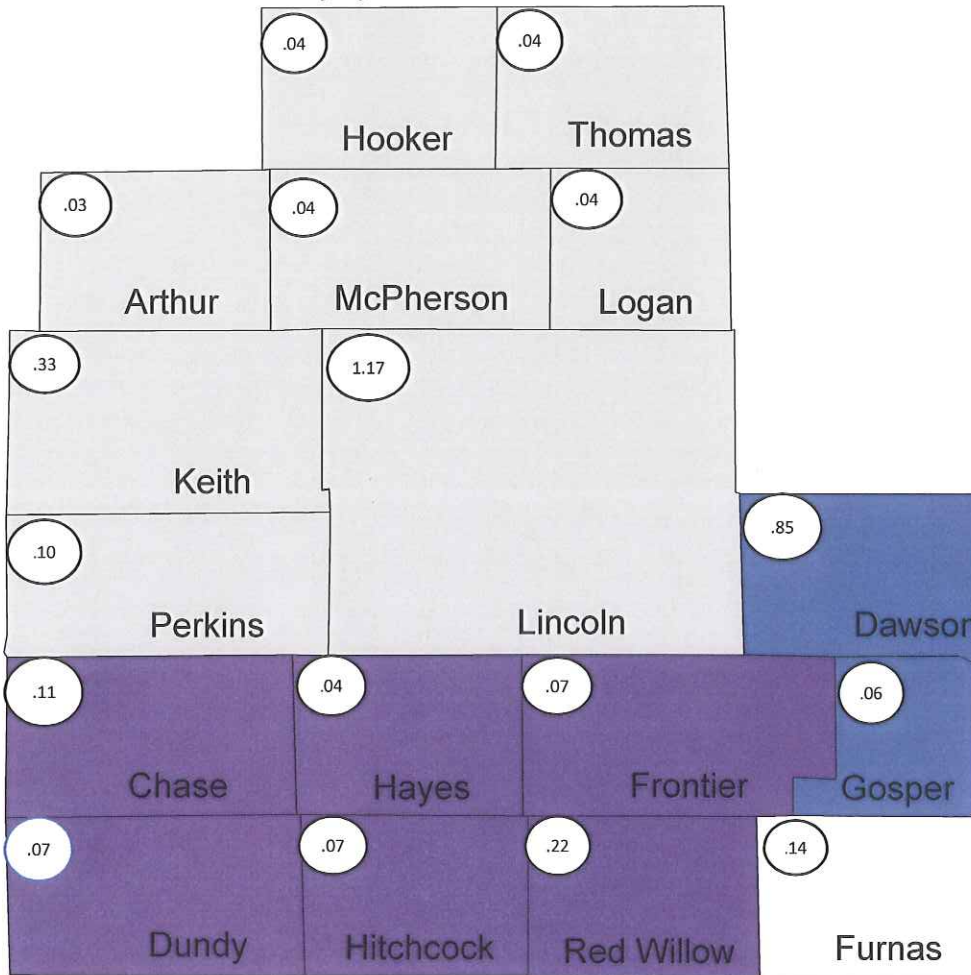 .04 .04
Hooker Thomas
.03 .04 .04
Arthur McPherson Logan
.33 1.17
Keith
.85
.10
Perkins Lincoln Dawson
.11 .04 .07 .06
Chase Hayes Frontier Gosper
.07 .07 .22 .14
Dundy Hitchcock Red Willow Furnas